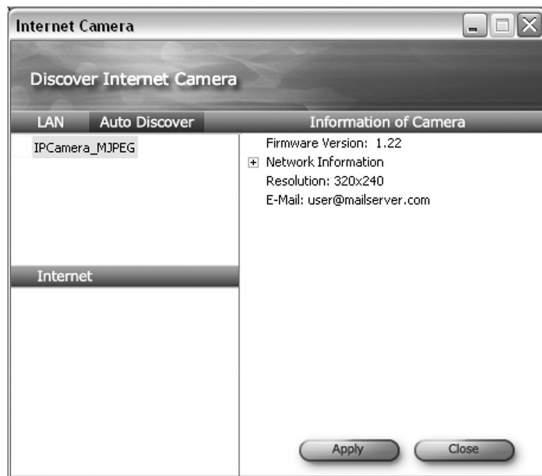 Internet Camera
Discover Internet Camera
LAN Auto Discover
IPCamera_MJPEG
Internet
Information of Camera
Firmware Version: 1.22
Network Information
Resolution: 320x240
E-Mail: user@mailserver.com
Apply Close